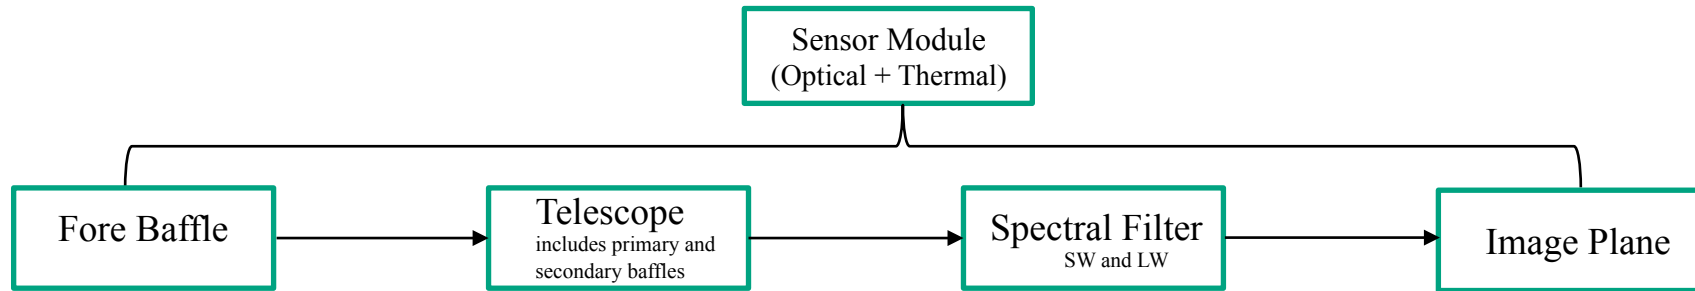 Sensor Module
(Optical + Thermal)
Fore Baffle
Telescope
includes primary and
secondary baffles
Spectral Filter
SW and LW
Image Plane